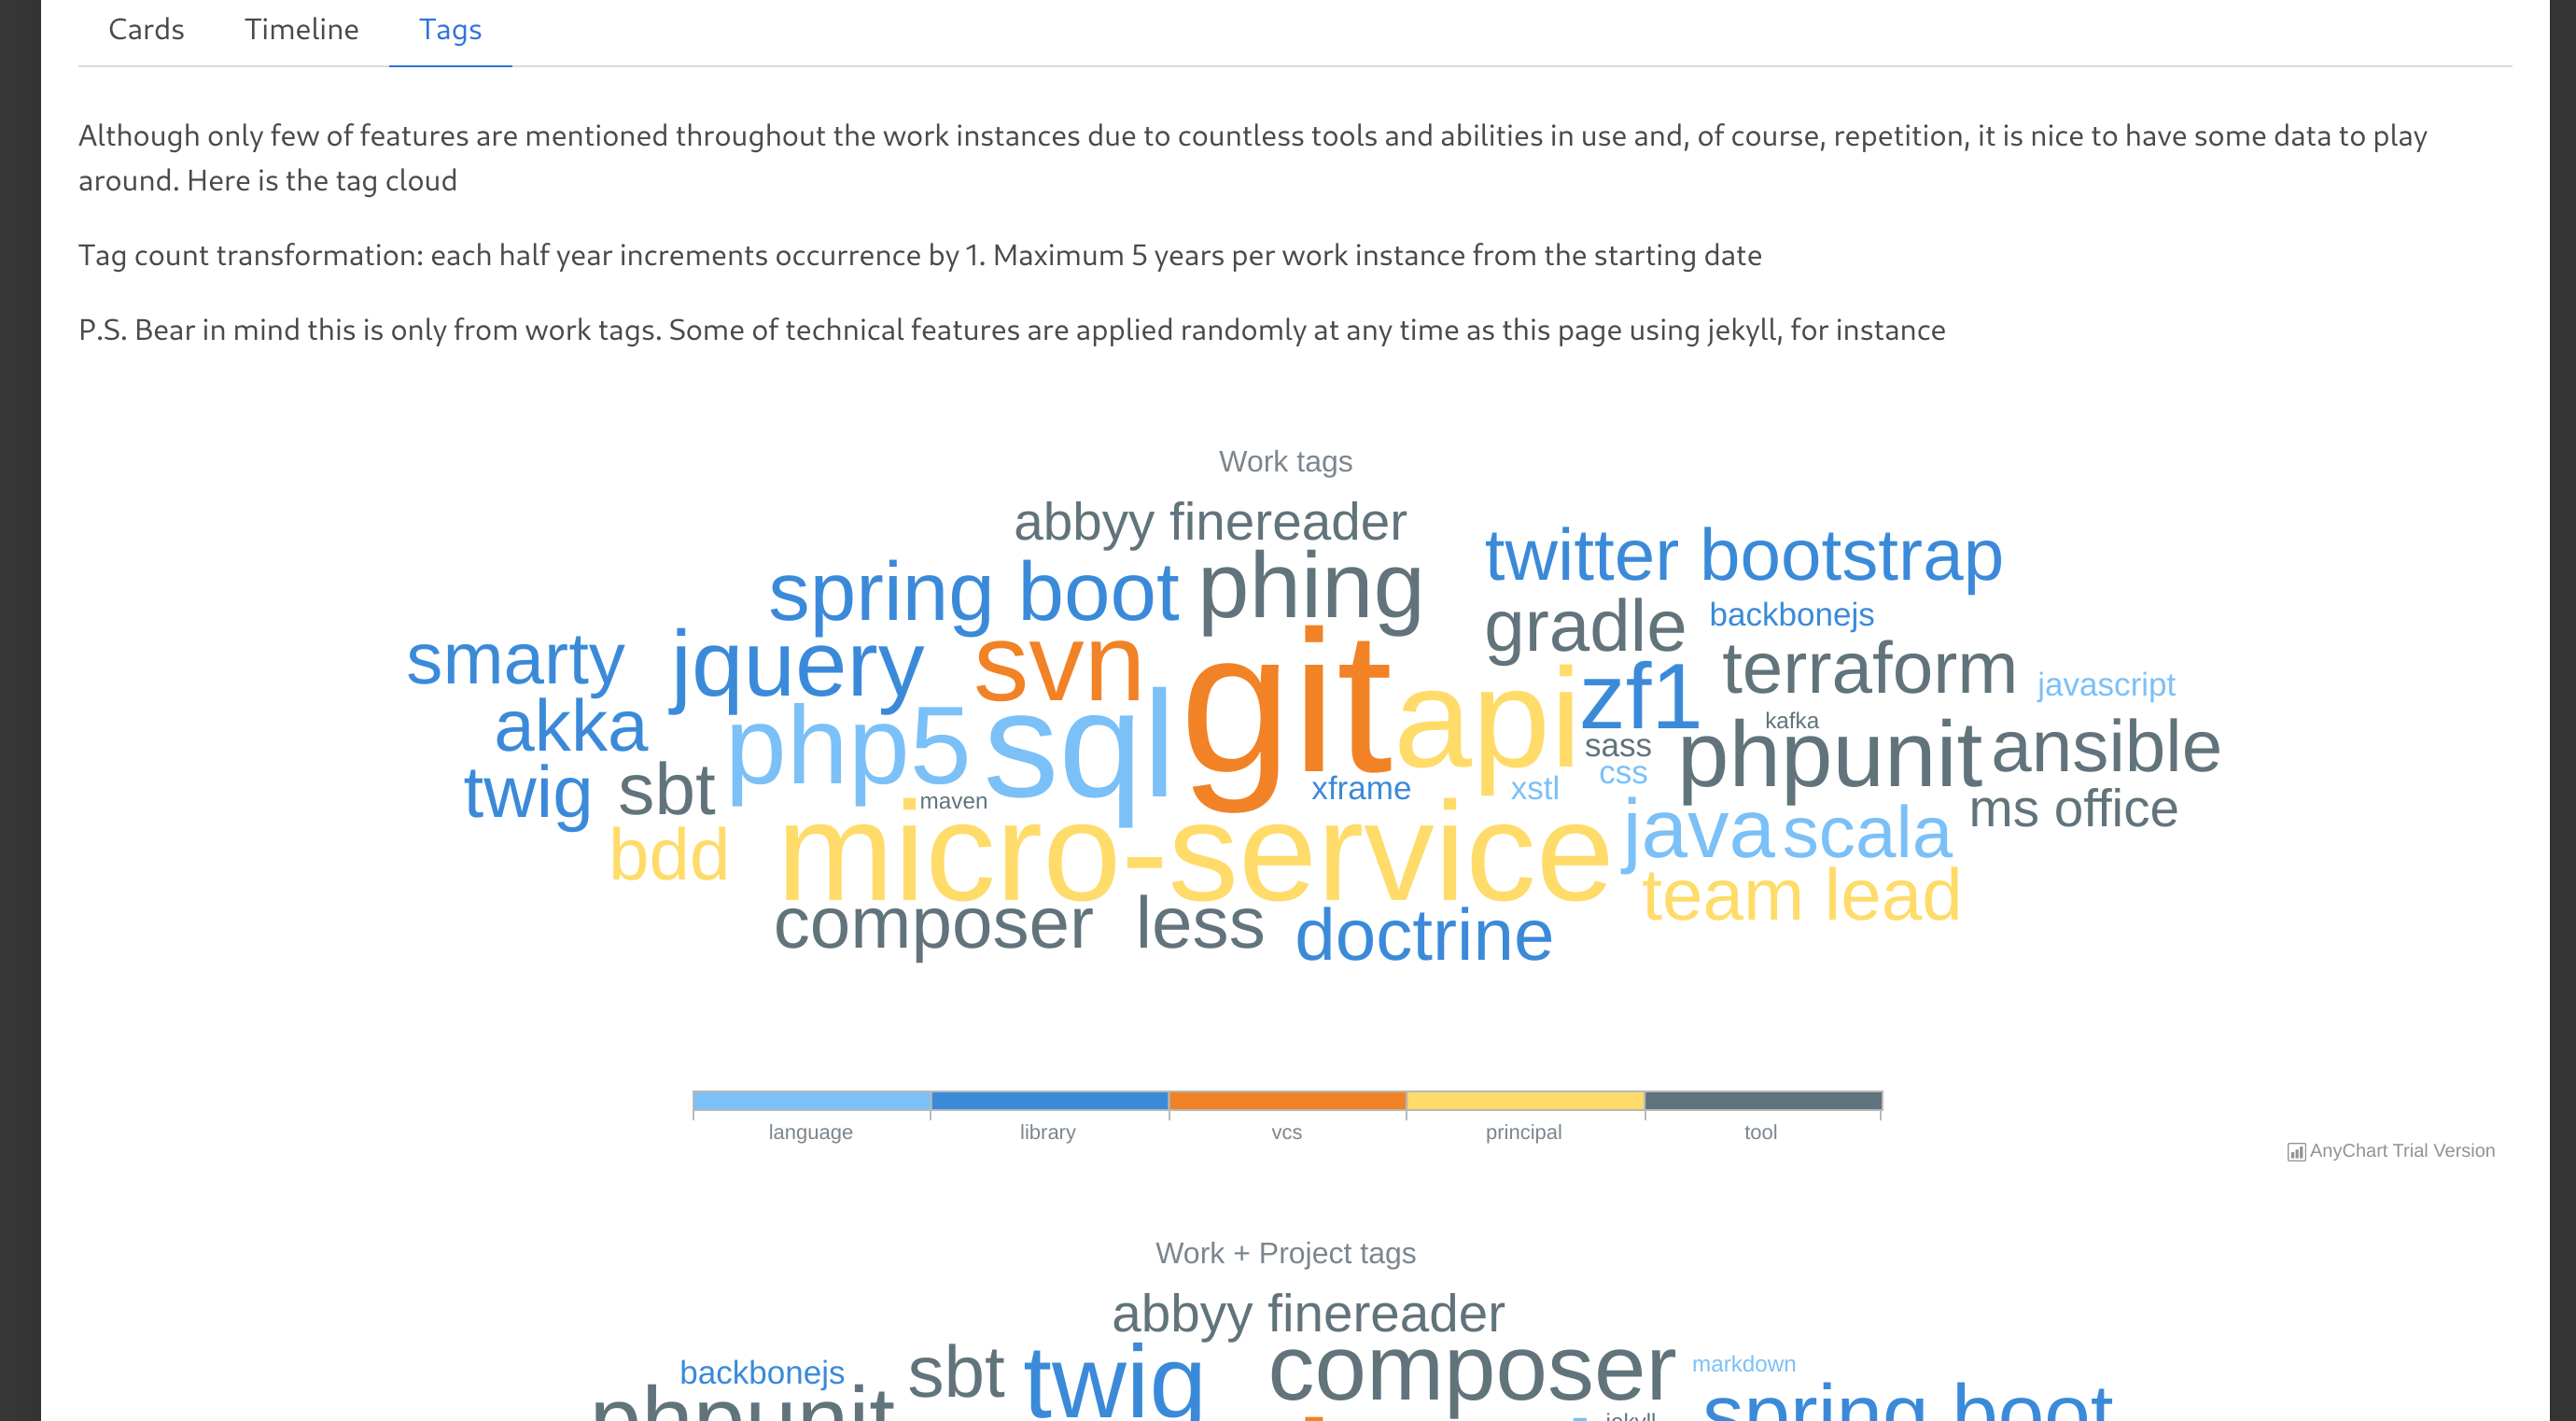 Cards Timeline Tags
Although only few of features are mentioned throughout the work instances due to countless tools and abilities in use and, of course, repetition, it is nice to have some data to play
around. Here is the tag cloud
Tag count transformation: each half year increments occurrence by 1. Maximum 5 years per work instance from the starting date
P.S. Bear in mind this is only from work tags. Some of technical features are applied randomly at any time as this page using jekyll, for instance
Work tags
abbyy finereader
twitter bootstrap
spring boot
phing
gradle
backbonejs
smarty
jquery
svn
git
api
zf1
terraform
javascript
akka
php5
sql
kafka
sass
phpunit
ansible
css
twig
sbt
maven
xframe
xstl
ms office
bdd
micro-service
java
scala
team lead
composer
less
doctrine
language library vcs principal tool
AnyChart Trial Version
Work + Project tags
abbyy finereader
backbonejs
sbt
twig
composer
markdown
phpunit
jekyll
spring boot